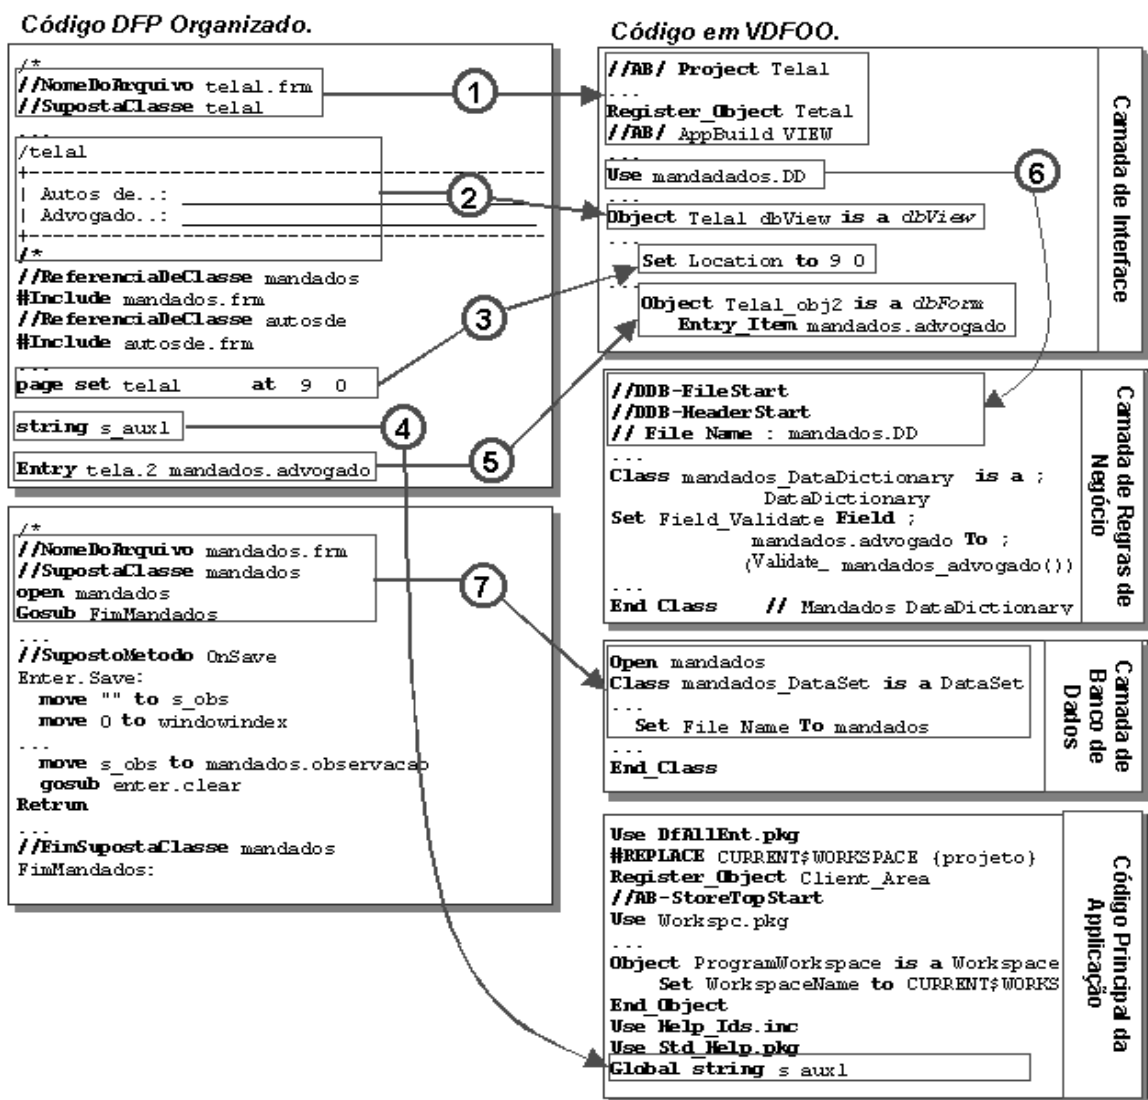 Código DFP Organizado.
/*
//NomeDoArquivo tela1.frm
//SupostaClasse tela1
...
/tela1
+----------------------------------
| Autos de..: ______________________
| Advogado..: ______________________
+----------------------------------
/*
//ReferenciaDeClasse mandados
#Include mandados.frm
//ReferenciaDeClasse autosde
#Include autosde.frm
...
page set tela1 at 9 0
string s_aux1
Entry tela.2 mandados.advogado
/*
//NomeDoArquivo mandados.frm
//SupostaClasse mandados
open mandados
Gosub FimMandados
...
//SupostoMetodo OnSave
Enter.Save:
move "" to s_obs
move 0 to windowindex
...
move s_obs to mandados.observacao
gosub enter.clear
Retrun
...
//FimSupostaClasse mandados
FimMandados:
1
2
3
4
5
6
7
Código em VDFOO.
//AB/ Project Tela1
...
Register_Object Teta1
//AB/ AppBuild VIEW
...
Use mandadados.DD
...
Object Tela1 dbView is a dbView
...
Set Location to 9 0
...
Object Tela1_obj2 is a dbForm
Entry_Item mandados.advogado
Camada de Interface
//DDB-FileStart
//DDB-HeaderStart
// File Name : mandados.DD
...
Class mandados_DataDictionary is a ;
DataDictionary
Set Field_Validate Field ;
mandados.advogado To ;
(Validate_ mandados_advogado())
...
End_Class // Mandados DataDictionary
Camada de Regras de
Negócio
Open mandados
Class mandados_DataSet is a DataSet
...
Set File Name To mandados
...
End_Class
Camada de
Banco de
Dados
Use DfAllEnt.pkg
#REPLACE CURRENT$WORKSPACE {projeto}
Register_Object Client_Area
//AB-StoreTopStart
Use Workspc.pkg
...
Object ProgramWorkspace is a Workspace
Set WorkspaceName to CURRENT$WORKS
End_Object
Use Help_Ids.inc
Use Std_Help.pkg
Global string s aux1
Código Principal da
Applicação